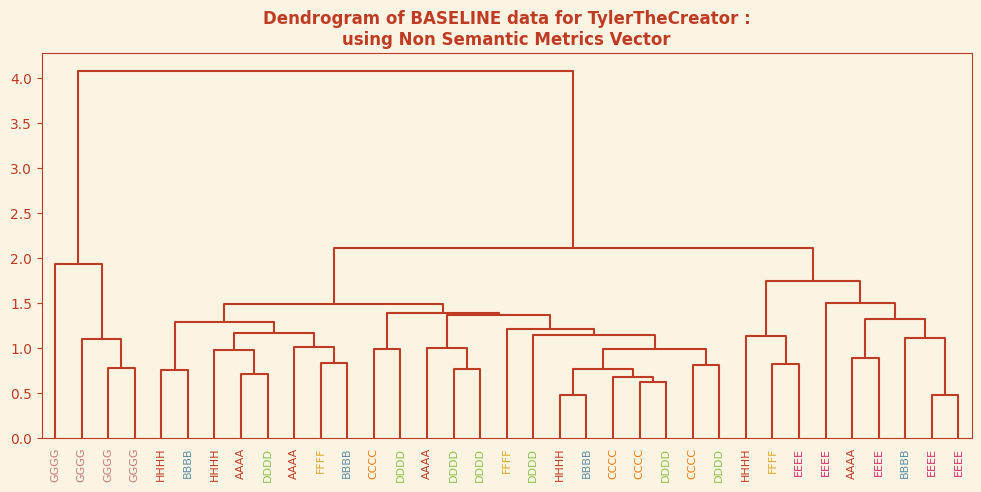 Dendrogram of BASELINE data for TylerTheCreator :
using Non Semantic Metrics Vector
4.0
3.5
3.0
2.5
2.0
1.5
1.0
0.5
0.0
GGGG
GGGG
GGGG
GGGG
HHHH
BBBB
HHHH
AAAA
DDDD
AAAA
FFFF
BBBB
CCCC
DDDD
AAAA
DDDD
DDDD
FFFF
DDDD
HHHH
BBBB
CCCC
CCCC
DDDD
CCCC
DDDD
HHHH
FFFF
EEEE
EEEE
AAAA
EEEE
BBBB
EEEE
EEEE